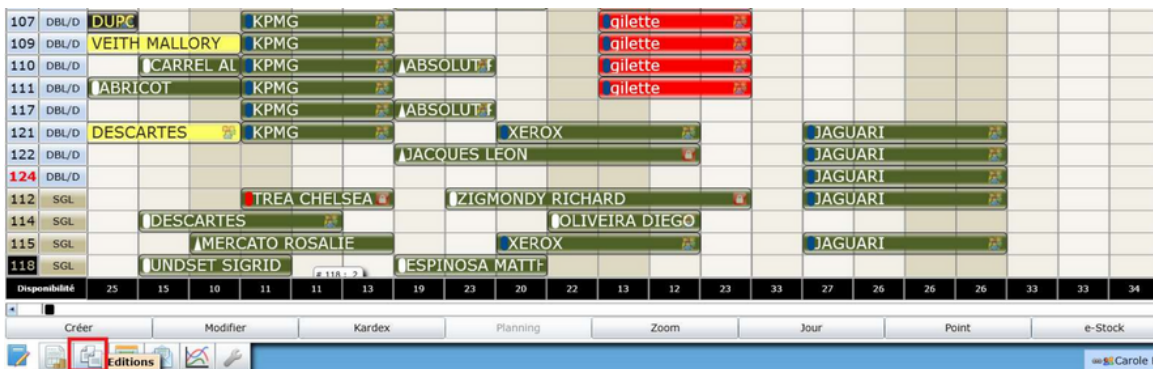 107 DBL/D DUPC KPMG gilette
109 DBL/D VEITH MALLORY KPMG gilette
110 DBL/D CARREL AL KPMG ABSOLUT gilette
111 DBL/D ABRICOT KPMG gilette
117 DBL/D KPMG ABSOLUT
121 DBL/D DESCARTES KPMG XEROX JAGUARI
122 DBL/D JACQUES LEON JAGUARI
124 DBL/D JAGUARI
112 SGL TREA CHELSEA ZIGMONDY RICHARD JAGUARI
114 SGL DESCARTES OLIVEIRA DIEGO
115 SGL MERCATO ROSALIE XEROX JAGUARI
118 SGL UNDSET SIGRID # 118 : 2 ESPINOSA MATTH
Disponibilité 25 15 10 11 11 13 19 23 20 22 13 12 23 33 27 26 26 26 33 33 34
Créer Modifier Kardex Planning Zoom Jour Point e-Stock
Editions Carole